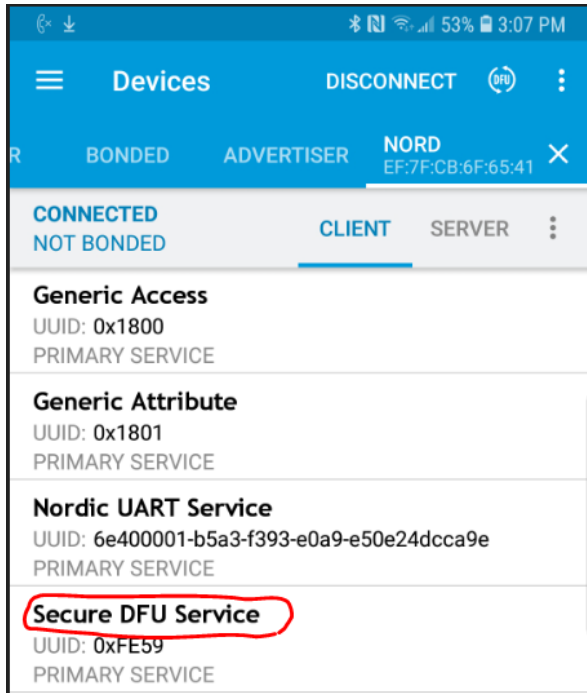 53% 3:07 PM
Devices DISCONNECT DFU
R BONDED ADVERTISER NORD
EF:7F:CB:6F:65:41
CONNECTED
NOT BONDED
CLIENT SERVER
Generic Access
UUID: 0x1800
PRIMARY SERVICE
Generic Attribute
UUID: 0x1801
PRIMARY SERVICE
Nordic UART Service
UUID: 6e400001-b5a3-f393-e0a9-e50e24dcca9e
PRIMARY SERVICE
Secure DFU Service
UUID: 0xFE59
PRIMARY SERVICE